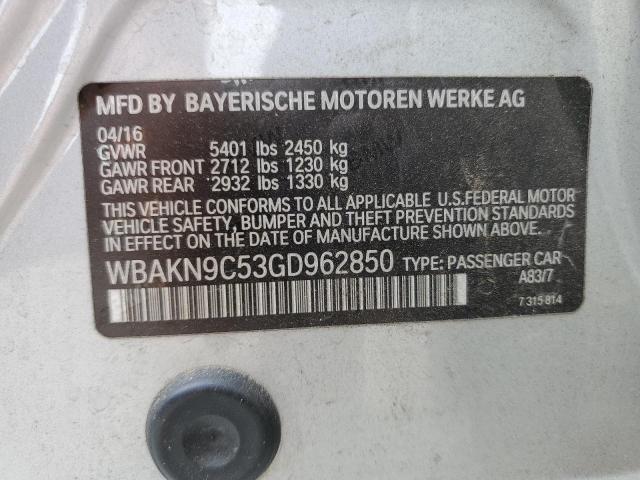 MFD BY BAYERISCHE MOTOREN WERKE AG
04/16
GVWR 5401 lbs 2450 kg
GAWR FRONT 2712 lbs 1230 kg
GAWR REAR 2932 lbs 1330 kg
THIS VEHICLE CONFORMS TO ALL APPLICABLE U.S.FEDERAL MOTOR
VEHICLE SAFETY, BUMPER AND THEFT PREVENTION STANDARDS
IN EFFECT ON THE DATE OF MANUFACTURE SHOWN ABOVE.
WBAKN9C53GD962850 TYPE: PASSENGER CAR
A83/7
7 315 814